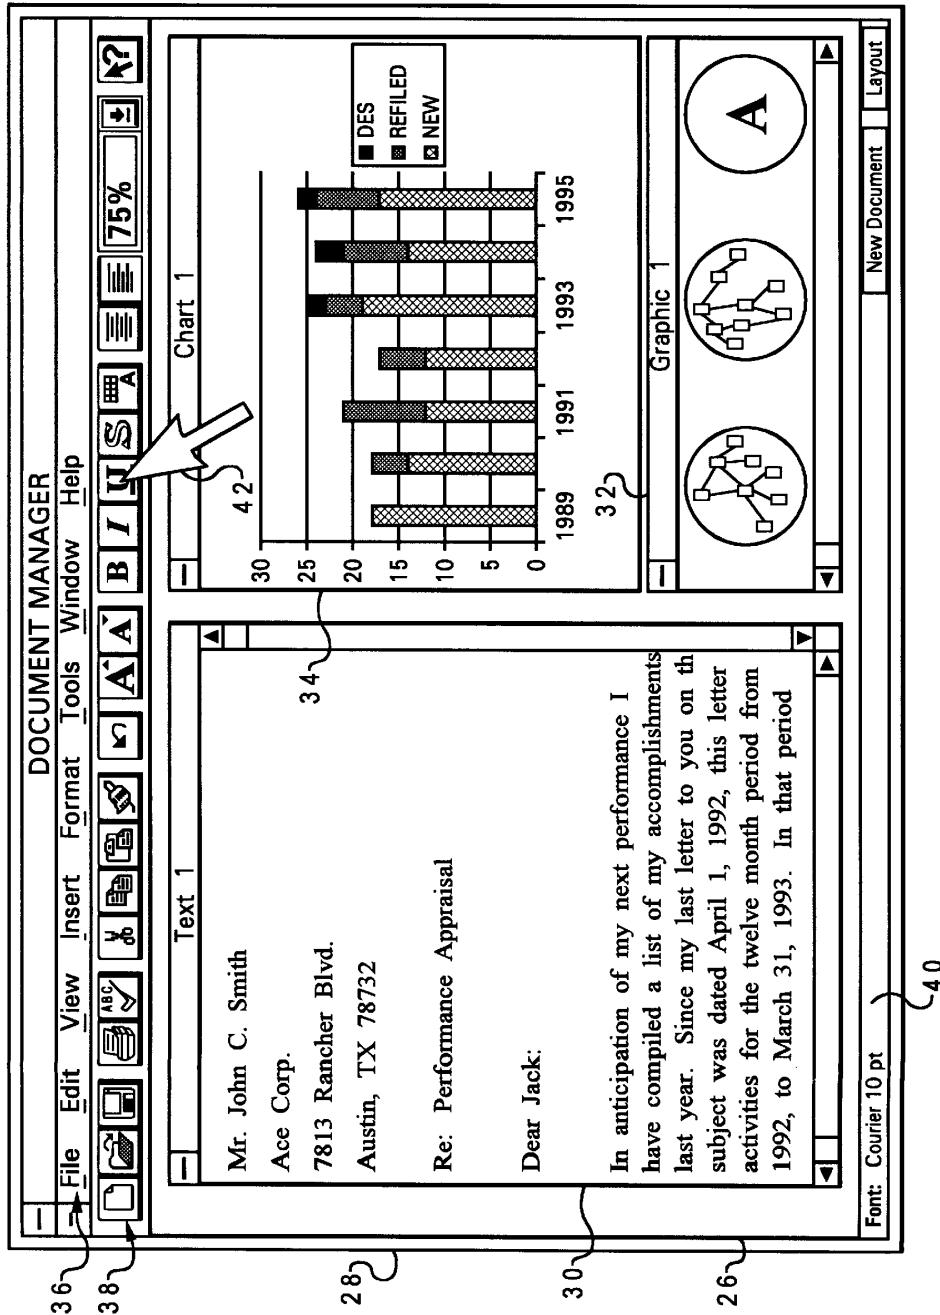 DOCUMENT MANAGER
File Edit View Insert Format Tools Window Help
ABC A A B I U S A 75% ?
Text 1
Mr. John C. Smith
Ace Corp.
7813 Rancher Blvd.
Austin, TX 78732
Re: Performance Appraisal
Dear Jack:
In anticipation of my next performance I
have compiled a list of my accomplishments
last year. Since my last letter to you on th
subject was dated April 1, 1992, this letter
activities for the twelve month period from
1992, to March 31, 1993. In that period
Chart 1
30
25
20
15
10
5
0
1989 1991 1993 1995
DES
REFILED
NEW
Graphic 1
A
Font: Courier 10 pt
New Document Layout
36
38
28
30
26
40
34
42
32